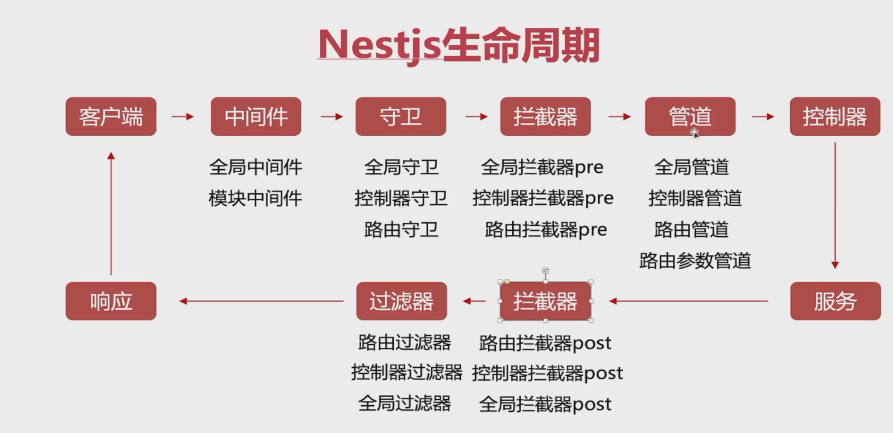 Nestjs生命周期
客户端 中间件 守卫 拦截器 管道 控制器
全局中间件 全局守卫 全局拦截器pre 全局管道
模块中间件 控制器守卫 控制器拦截器pre 控制器管道
路由守卫 路由拦截器pre 路由管道
路由参数管道
响应 过滤器 拦截器 服务
路由过滤器 路由拦截器post
控制器过滤器 控制器拦截器post
全局过滤器 全局拦截器post